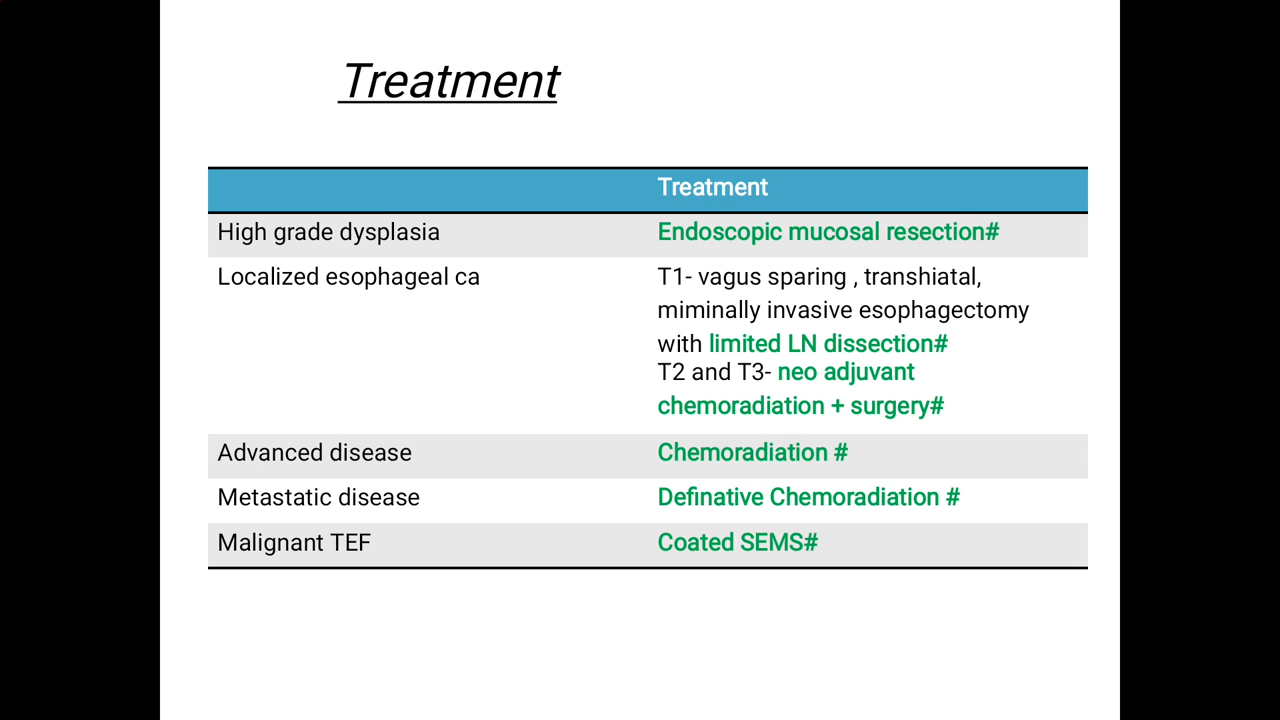 Treatment
Treatment
High grade dysplasia
Endoscopic mucosal resection#
Localized esophageal ca
T1- vagus sparing , transhiatal,
miminally invasive esophagectomy
with limited LN dissection#
T2 and T3- neo adjuvant
chemoradiation + surgery#
Advanced disease
Chemoradiation #
Metastatic disease
Definative Chemoradiation #
Malignant TEF
Coated SEMS#